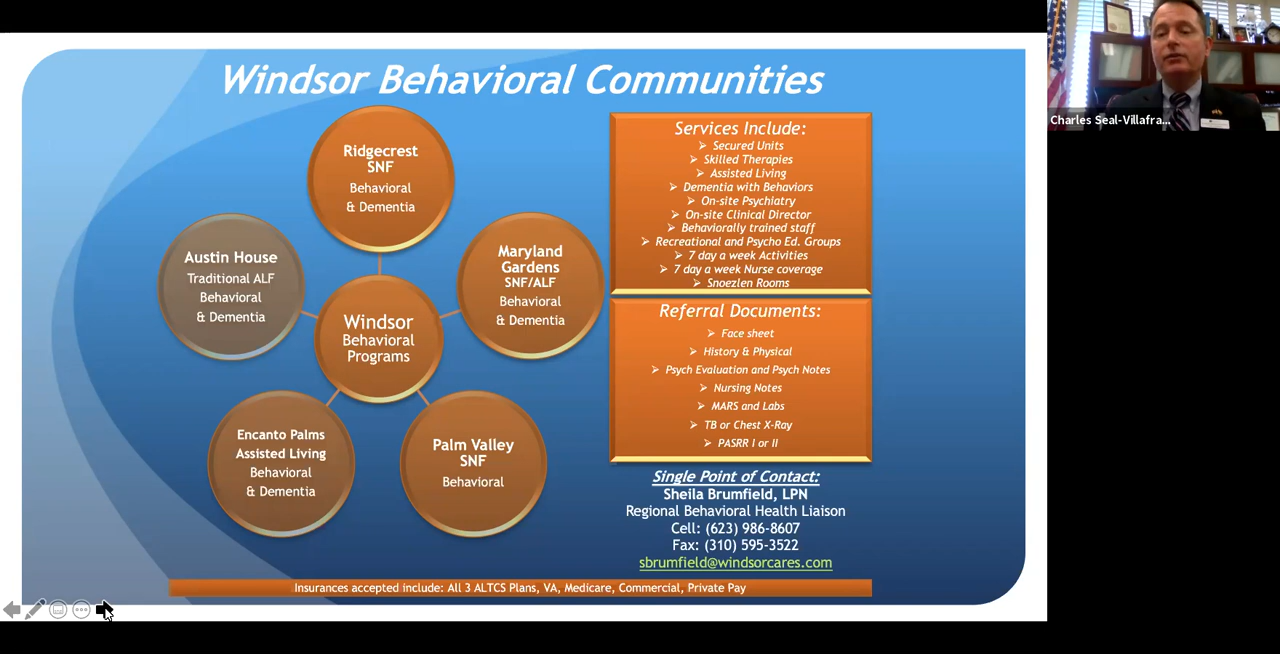 Windsor Behavioral Communities
Ridgecrest
SNF
Behavioral
& Dementia
Austin House
Traditional ALF
Behavioral
& Dementia
Maryland
Gardens
SNF/ALF
Behavioral
& Dementia
Windsor
Behavioral
Programs
Encanto Palms
Assisted Living
Behavioral
& Dementia
Palm Valley
SNF
Behavioral
Services Include:
Secured Units
Skilled Therapies
Assisted Living
Dementia with Behaviors
On-site Psychiatry
On-site Clinical Director
Behaviorally trained staff
Recreational and Psycho Ed. Groups
7 day a week Activities
7 day a week Nurse coverage
Snoezlen Rooms
Referral Documents:
Face sheet
History & Physical
Psych Evaluation and Psych Notes
Nursing Notes
MARS and Labs
TB or Chest X-Ray
PASRR I or II
Single Point of Contact:
Sheila Brumfield, LPN
Regional Behavioral Health Liaison
Cell: (623) 986-8607
Fax: (310) 595-3522
sbrumfield@windsorcares.com
Insurances accepted include: All 3 ALTCS Plans, VA, Medicare, Commercial, Private Pay
Charles Seal-Villafra...